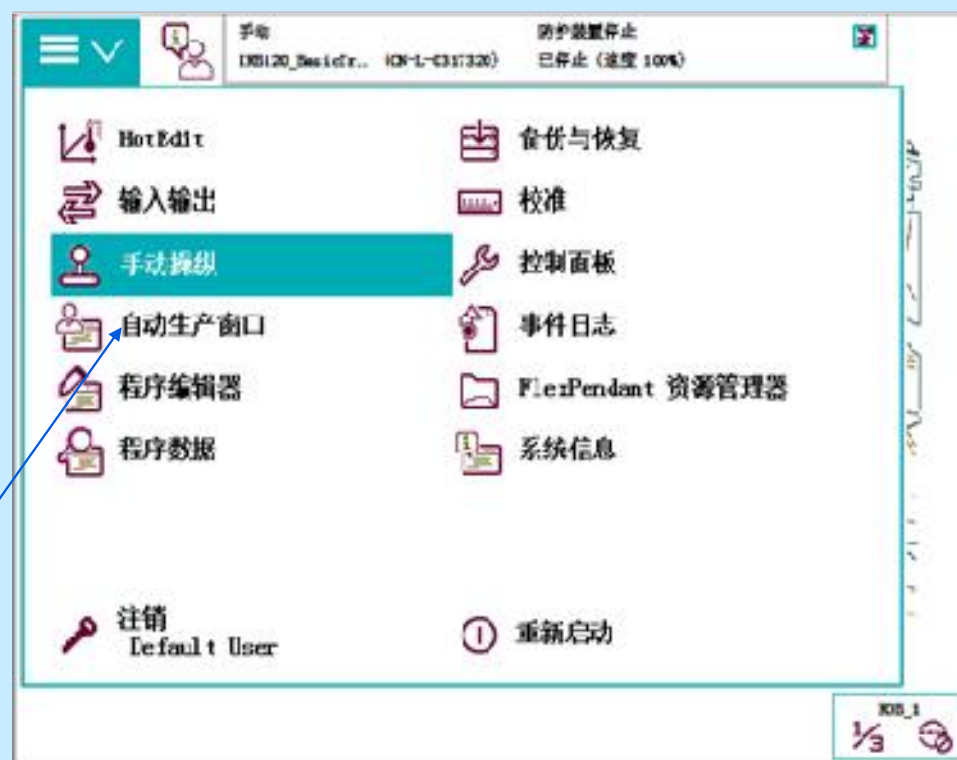 手动
防护装置停止
已停止 (速度 100%)
HotEdit
备份与恢复
输入输出
校准
手动操纵
控制面板
自动生产窗口
事件日志
程序编辑器
FlexPendant 资源管理器
程序数据
系统信息
注销
Default User
重新启动
1/3